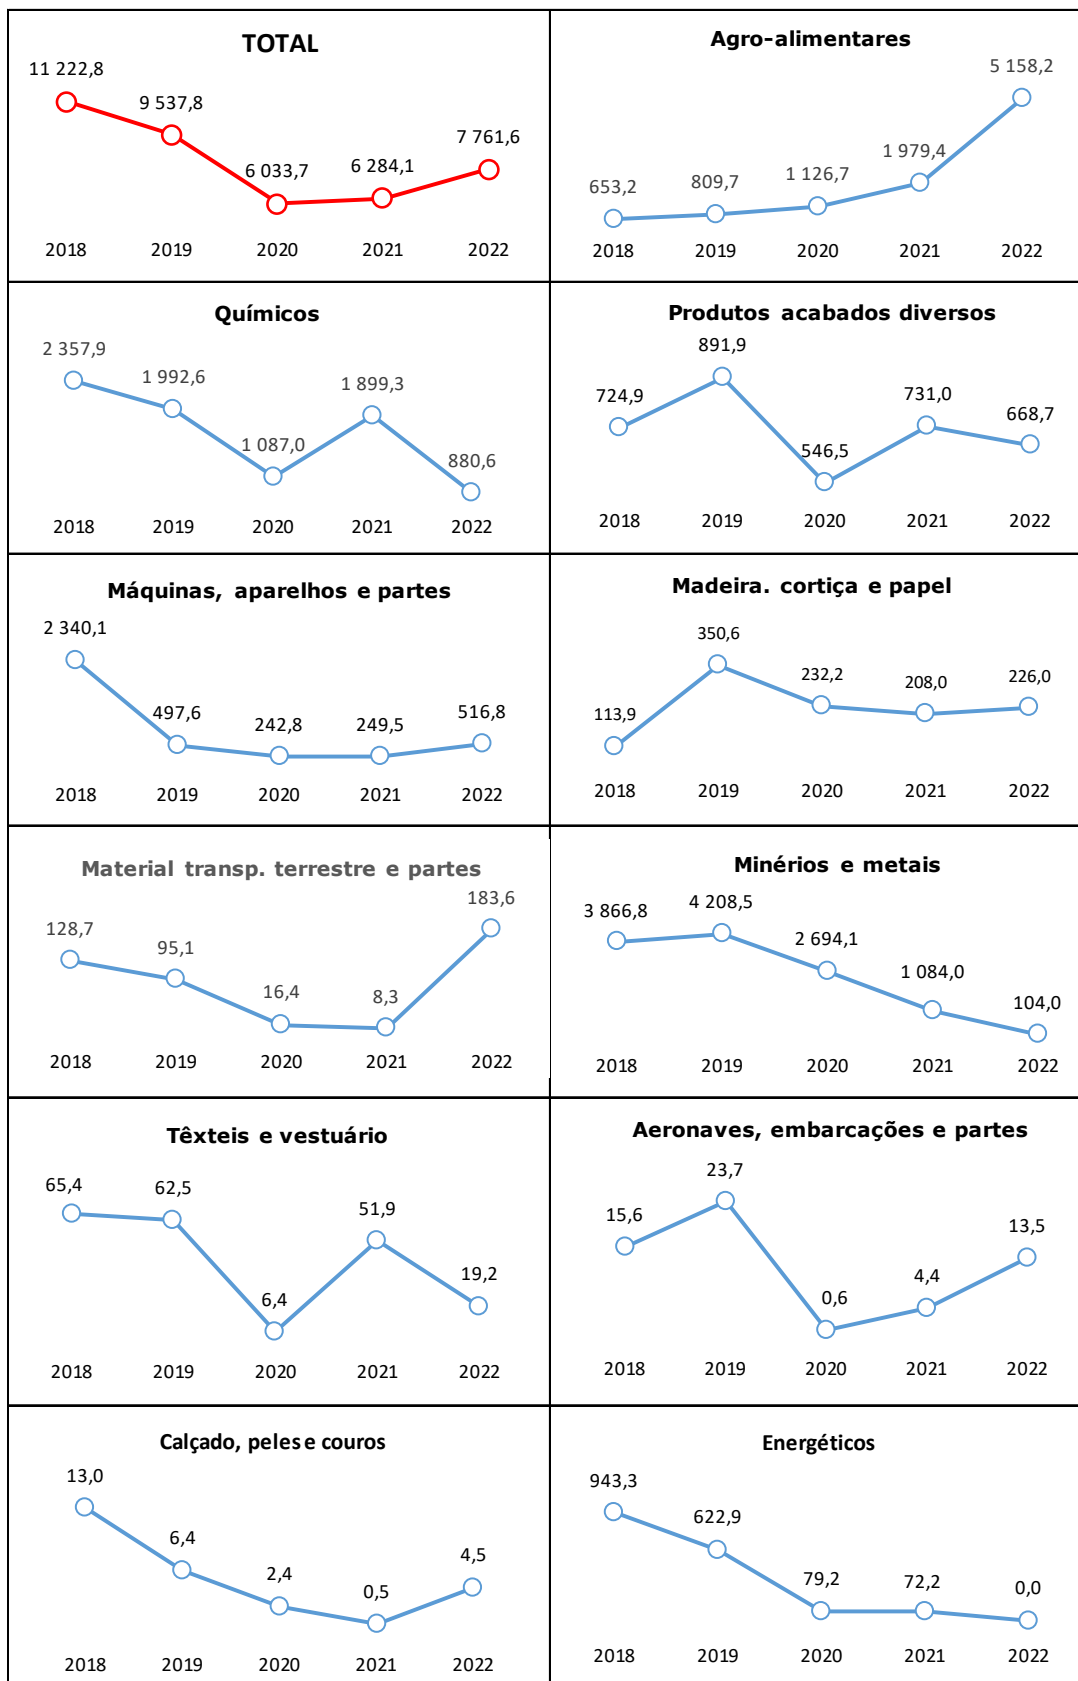 TOTAL
11 222,8
9 537,8
6 033,7
6 284,1
7 761,6
2018 2019 2020 2021 2022
Agro-alimentares
653,2
809,7
1 126,7
1 979,4
5 158,2
2018 2019 2020 2021 2022
Químicos
2 357,9
1 992,6
1 087,0
1 899,3
880,6
2018 2019 2020 2021 2022
Produtos acabados diversos
724,9
891,9
546,5
731,0
668,7
2018 2019 2020 2021 2022
Máquinas, aparelhos e partes
2 340,1
497,6
242,8
249,5
516,8
2018 2019 2020 2021 2022
Madeira. cortiça e papel
113,9
350,6
232,2
208,0
226,0
2018 2019 2020 2021 2022
Material transp. terrestre e partes
128,7
95,1
16,4
8,3
183,6
2018 2019 2020 2021 2022
Minérios e metais
3 866,8
4 208,5
2 694,1
1 084,0
104,0
2018 2019 2020 2021 2022
Têxteis e vestuário
65,4
62,5
6,4
51,9
19,2
2018 2019 2020 2021 2022
Aeronaves, embarcações e partes
15,6
23,7
0,6
4,4
13,5
2018 2019 2020 2021 2022
Calçado, peles e couros
13,0
6,4
2,4
0,5
4,5
2018 2019 2020 2021 2022
Energéticos
943,3
622,9
79,2
72,2
0,0
2018 2019 2020 2021 2022